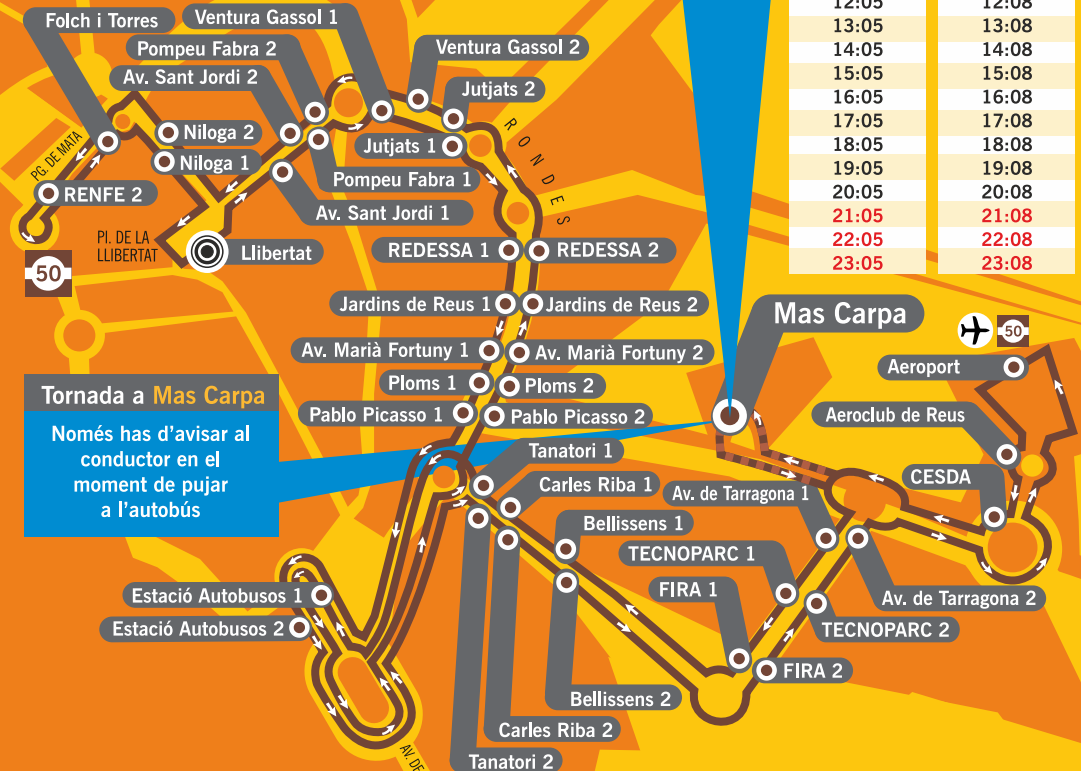 12:05 12:08
13:05 13:08
14:05 14:08
15:05 15:08
16:05 16:08
17:05 17:08
18:05 18:08
19:05 19:08
20:05 20:08
21:05 21:08
22:05 22:08
23:05 23:08
Folch i Torres
Ventura Gassol 1
Pompeu Fabra 2
Av. Sant Jordi 2
Ventura Gassol 2
Jutjats 2
Niloga 2
Niloga 1
Jutjats 1
Pompeu Fabra 1
Av. Sant Jordi 1
RONDES
PG. DE MATA
RENFE 2
50
PL. DE LA
LLIBERTAT
Llibertat
REDESSA 1
REDESSA 2
Jardins de Reus 1
Jardins de Reus 2
Av. Marià Fortuny 1
Av. Marià Fortuny 2
Ploms 1
Ploms 2
Pablo Picasso 1
Pablo Picasso 2
Mas Carpa
50
Aeroport
Aeroclub de Reus
CESDA
Tornada a Mas Carpa
Només has d'avisar al
conductor en el
moment de pujar
a l'autobús
Tanatori 1
Carles Riba 1
Av. de Tarragona 1
Bellissens 1
TECNOPARC 1
FIRA 1
Av. de Tarragona 2
TECNOPARC 2
FIRA 2
Estació Autobusos 1
Estació Autobusos 2
Bellissens 2
Carles Riba 2
Tanatori 2
AV. DE